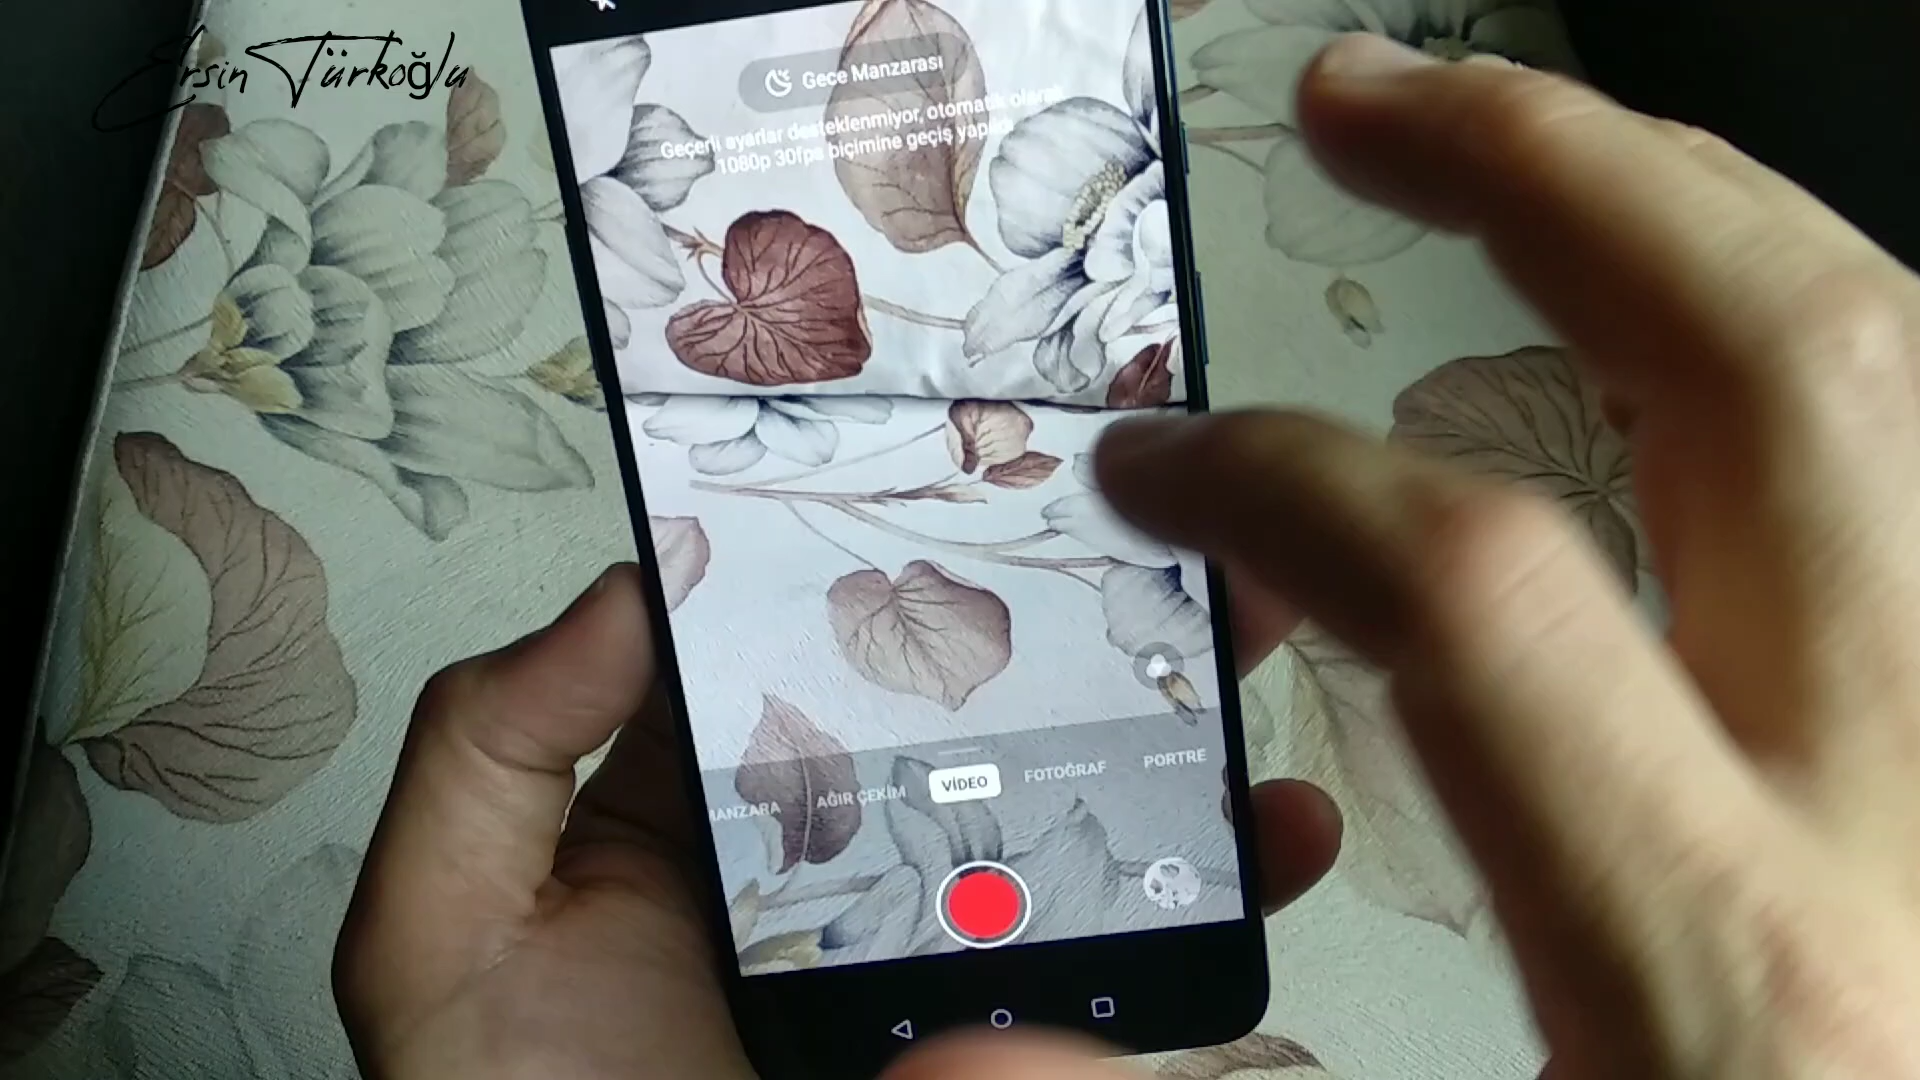 Ersin Türkoğlu
Gece Manzarası
Geçerli ayarlar desteklenmiyor, otomatik olarak
1080p 30fps biçimine geçiş yapıldı.
MANZARA AĞIR ÇEKİM VİDEO FOTOĞRAF PORTRE